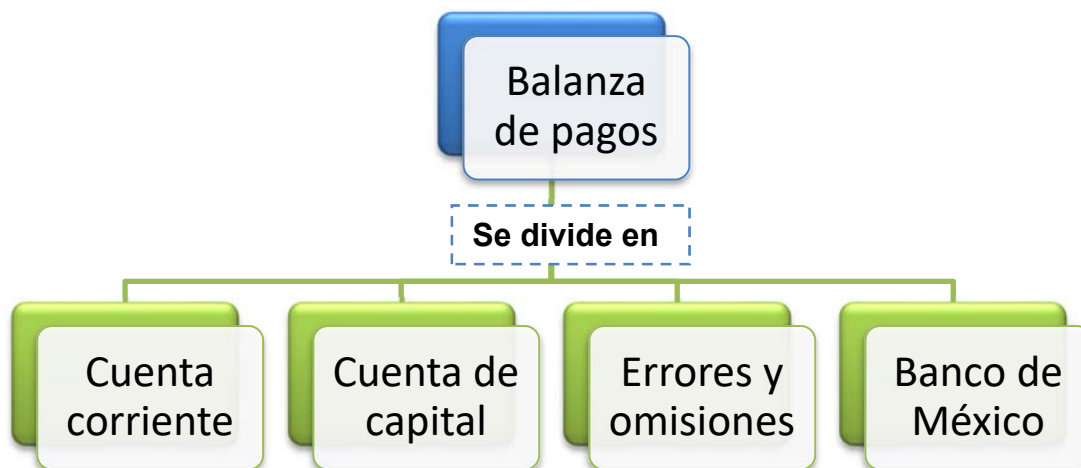 Balanza
de pagos
Se divide en
Cuenta
corriente
Cuenta de
capital
Errores y
omisiones
Banco de
México